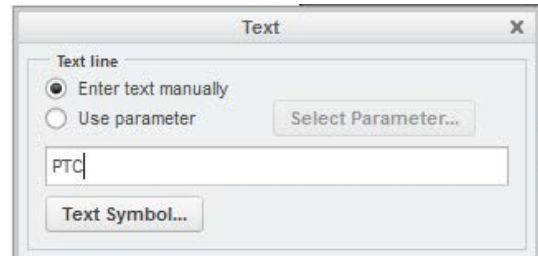 Text
Text line
Enter text manually
Use parameter
Select Parameter...
PTC
Text Symbol...